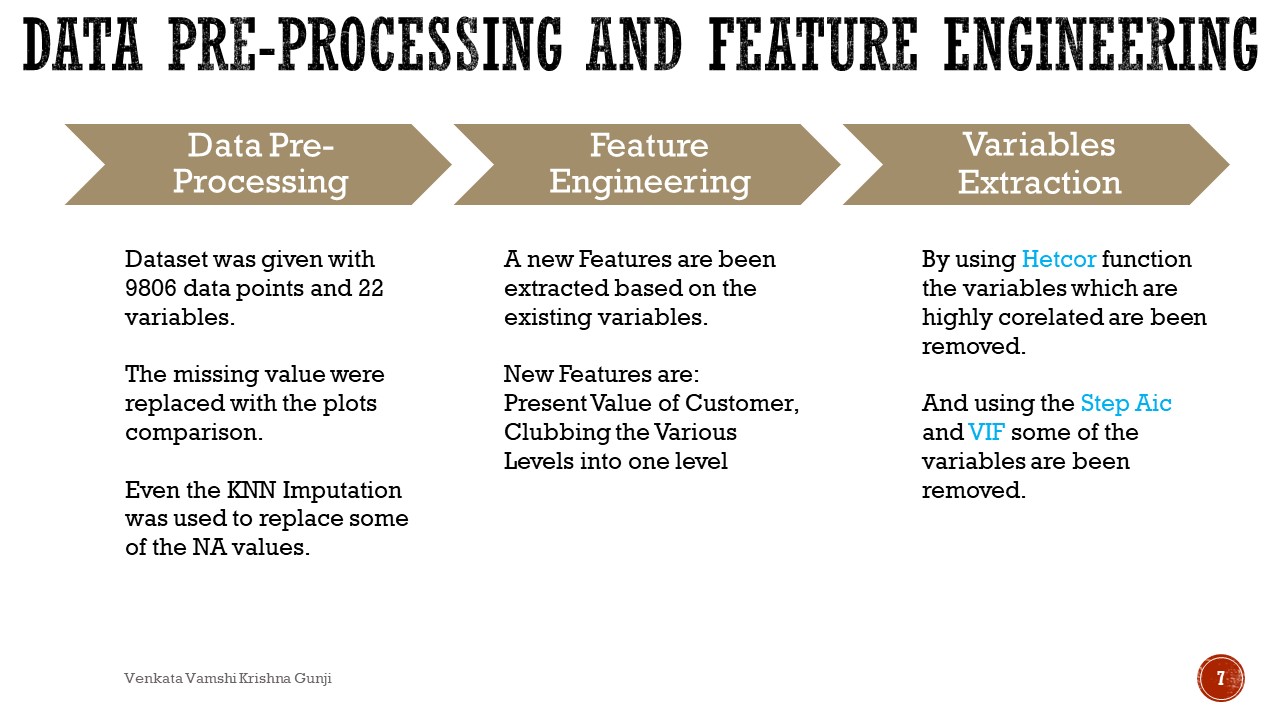 DATA PRE-PROCESSING AND FEATURE ENGINEERING
Data Pre-
Processing
Feature
Engineering
Variables
Extraction
Dataset was given with
9806 data points and 22
variables.
The missing value were
replaced with the plots
comparison.
Even the KNN Imputation
was used to replace some
of the NA values.
A new Features are been
extracted based on the
existing variables.
New Features are:
Present Value of Customer,
Clubbing the Various
Levels into one level
By using Hetcor function
the variables which are
highly corelated are been
removed.
And using the Step Aic
and VIF some of the
variables are been
removed.
Venkata Vamshi Krishna Gunji
7